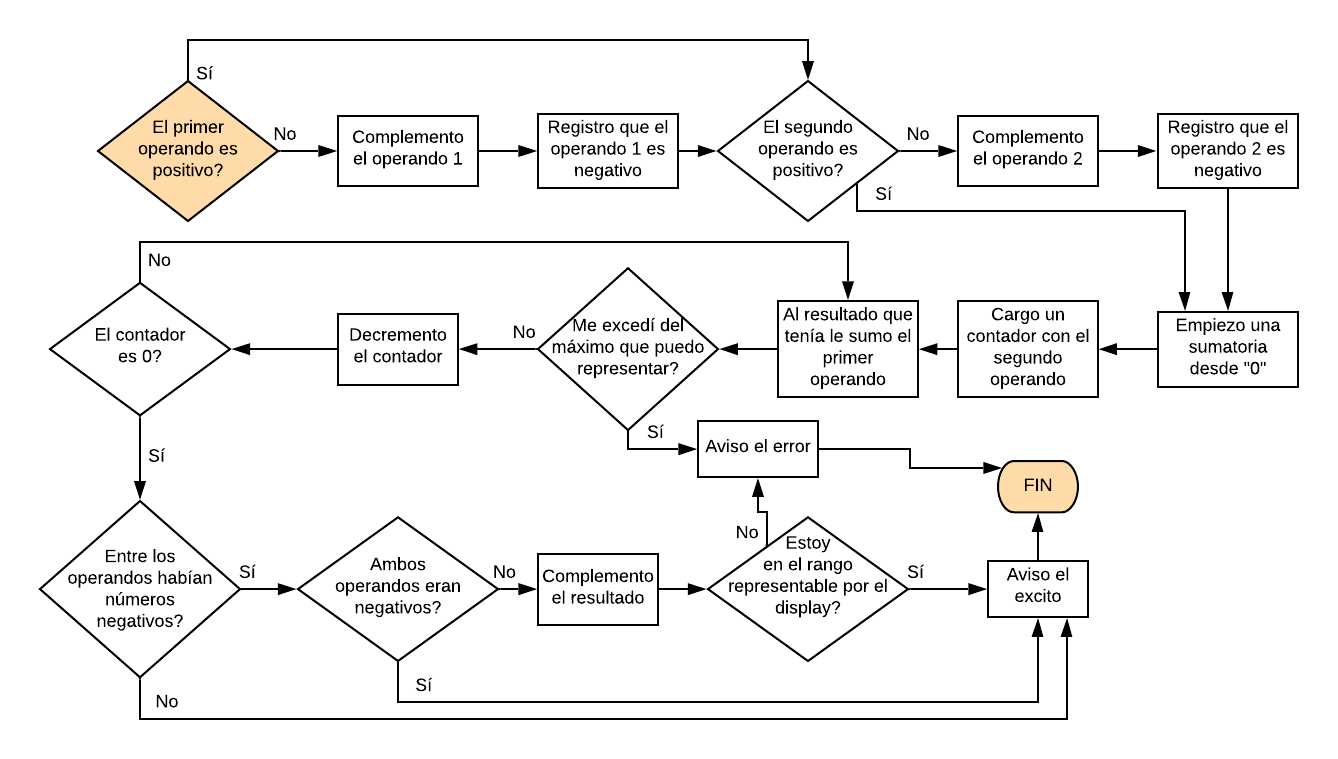 Sí
El primer
operando es
positivo?
No
Complemento
el operando 1
Registro que el
operando 1 es
negativo
El segundo
operando es
positivo?
No
Complemento
el operando 2
Registro que el
operando 2 es
negativo
Sí
Empiezo una
sumatoria
desde "0"
Cargo un
contador con el
segundo
operando
Al resultado que
tenía le sumo el
primer
operando
Me excedí del
máximo que puedo
representar?
No
Decremento
el contador
El contador
es 0?
No
Sí
Aviso el error
FIN
Sí
Entre los
operandos habían
números
negativos?
Sí
Ambos
operandos eran
negativos?
No
Complemento
el resultado
Estoy
en el rango
representable por el
display?
No
Sí
Aviso el
excito
Sí
No